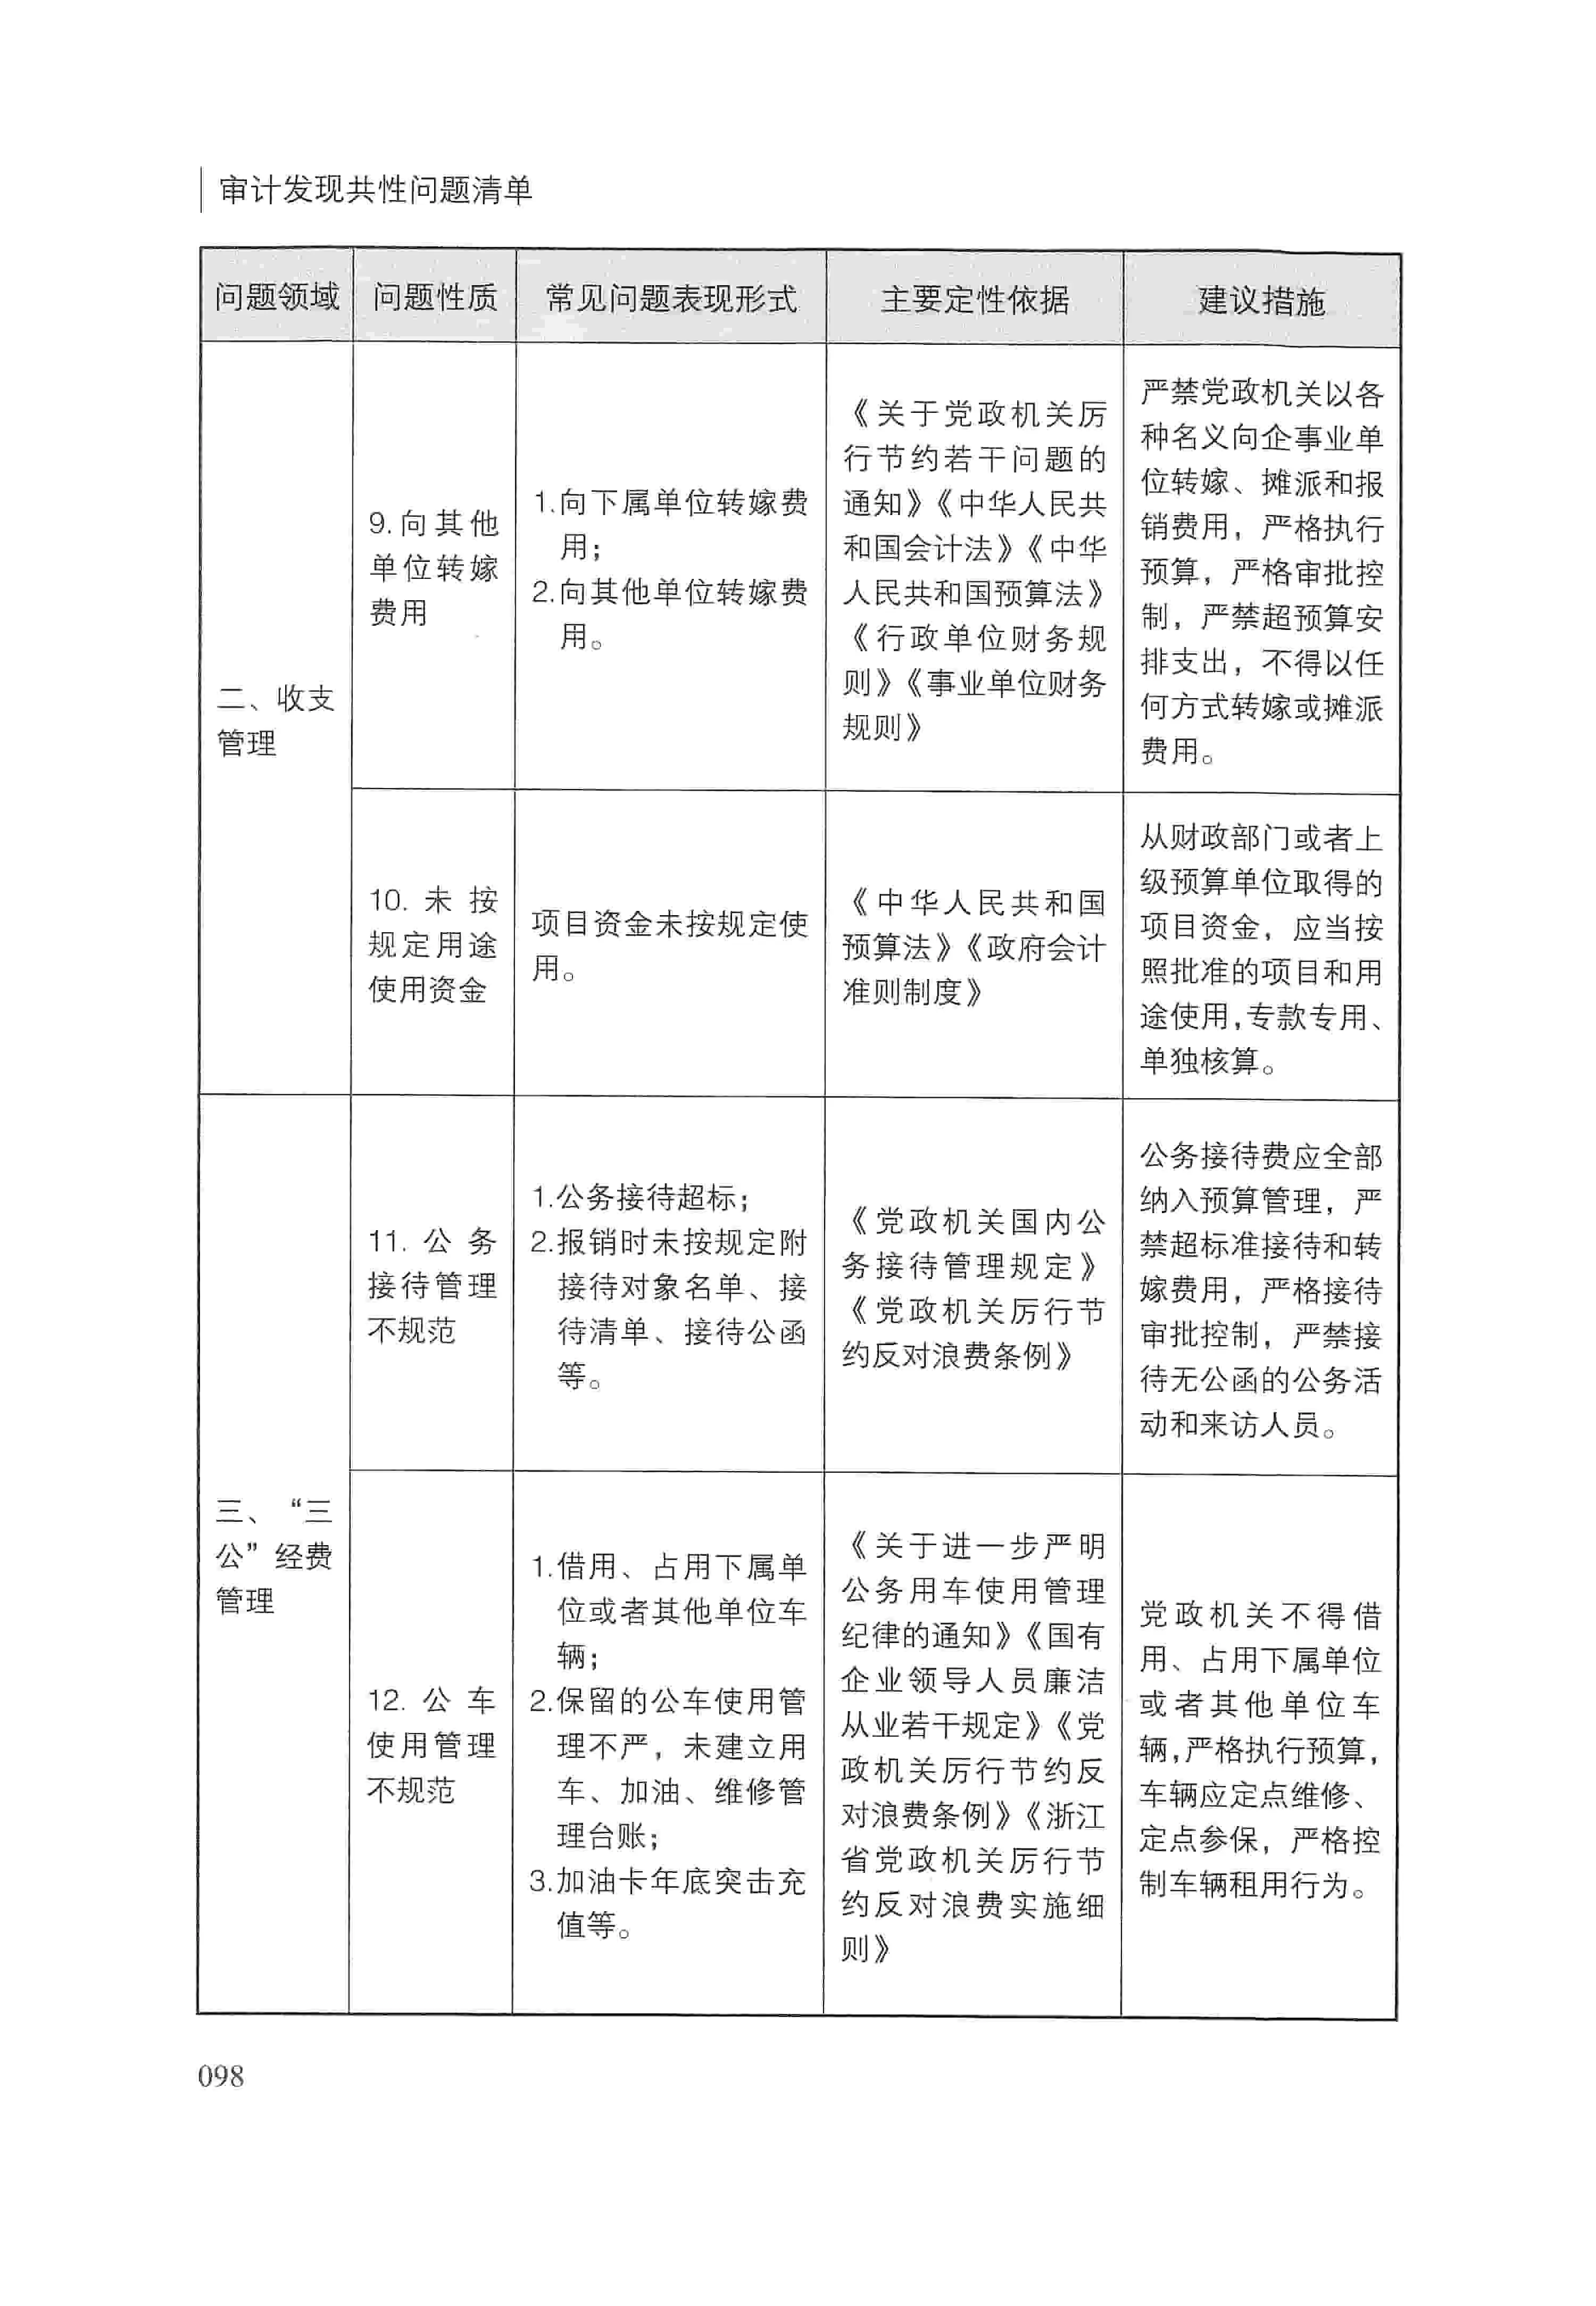 审计发现共性问题清单
问题领域 问题性质 常见问题表现形式 主要定性依据 建议措施
二、收支
管理
9.向其他
单位转嫁
费用
1.向下属单位转嫁费
用；
2.向其他单位转嫁费
用。
《关于党政机关厉
行节约若干问题的
通知》《中华人民共
和国会计法》《中华
人民共和国预算法》
《行政单位财务规
则》《事业单位财务
规则》
严禁党政机关以各
种名义向企事业单
位转嫁、摊派和报
销费用，严格执行
预算，严格审批控
制，严禁超预算安
排支出，不得以任
何方式转嫁或摊派
费用。
10.未按
规定用途
使用资金
项目资金未按规定使
用。
《中华人民共和国
预算法》《政府会计
准则制度》
从财政部门或者上
级预算单位取得的
项目资金，应当按
照批准的项目和用
途使用，专款专用、
单独核算。
三、“三
公”经费
管理
11.公务
接待管理
不规范
1.公务接待超标；
2.报销时未按规定附
接待对象名单、接
待清单、接待公函
等。
《党政机关国内公
务接待管理规定》
《党政机关厉行节
约反对浪费条例》
公务接待费应全部
纳入预算管理，严
禁超标准接待和转
嫁费用，严格接待
审批控制，严禁接
待无公函的公务活
动和来访人员。
12.公车
使用管理
不规范
1.借用、占用下属单
位或者其他单位车
辆；
2.保留的公车使用管
理不严，未建立用
车、加油、维修管
理台账；
3.加油卡年底突击充
值等。
《关于进一步严明
公务用车使用管理
纪律的通知》《国有
企业领导人员廉洁
从业若干规定》《党
政机关厉行节约反
对浪费条例》《浙江
省党政机关厉行节
约反对浪费实施细
则》
党政机关不得借
用、占用下属单位
或者其他单位车
辆，严格执行预算，
车辆应定点维修、
定点参保，严格控
制车辆租用行为。
098